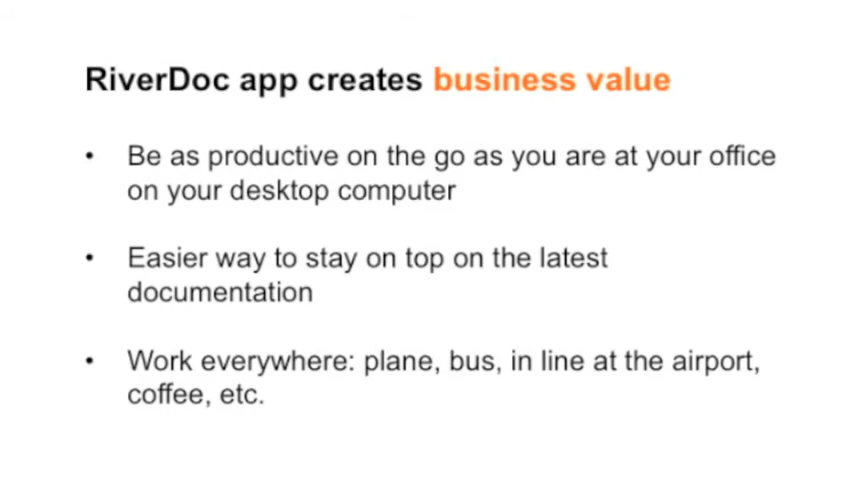 RiverDoc app creates business value
• Be as productive on the go as you are at your office
on your desktop computer
• Easier way to stay on top on the latest
documentation
• Work everywhere: plane, bus, in line at the airport,
coffee, etc.